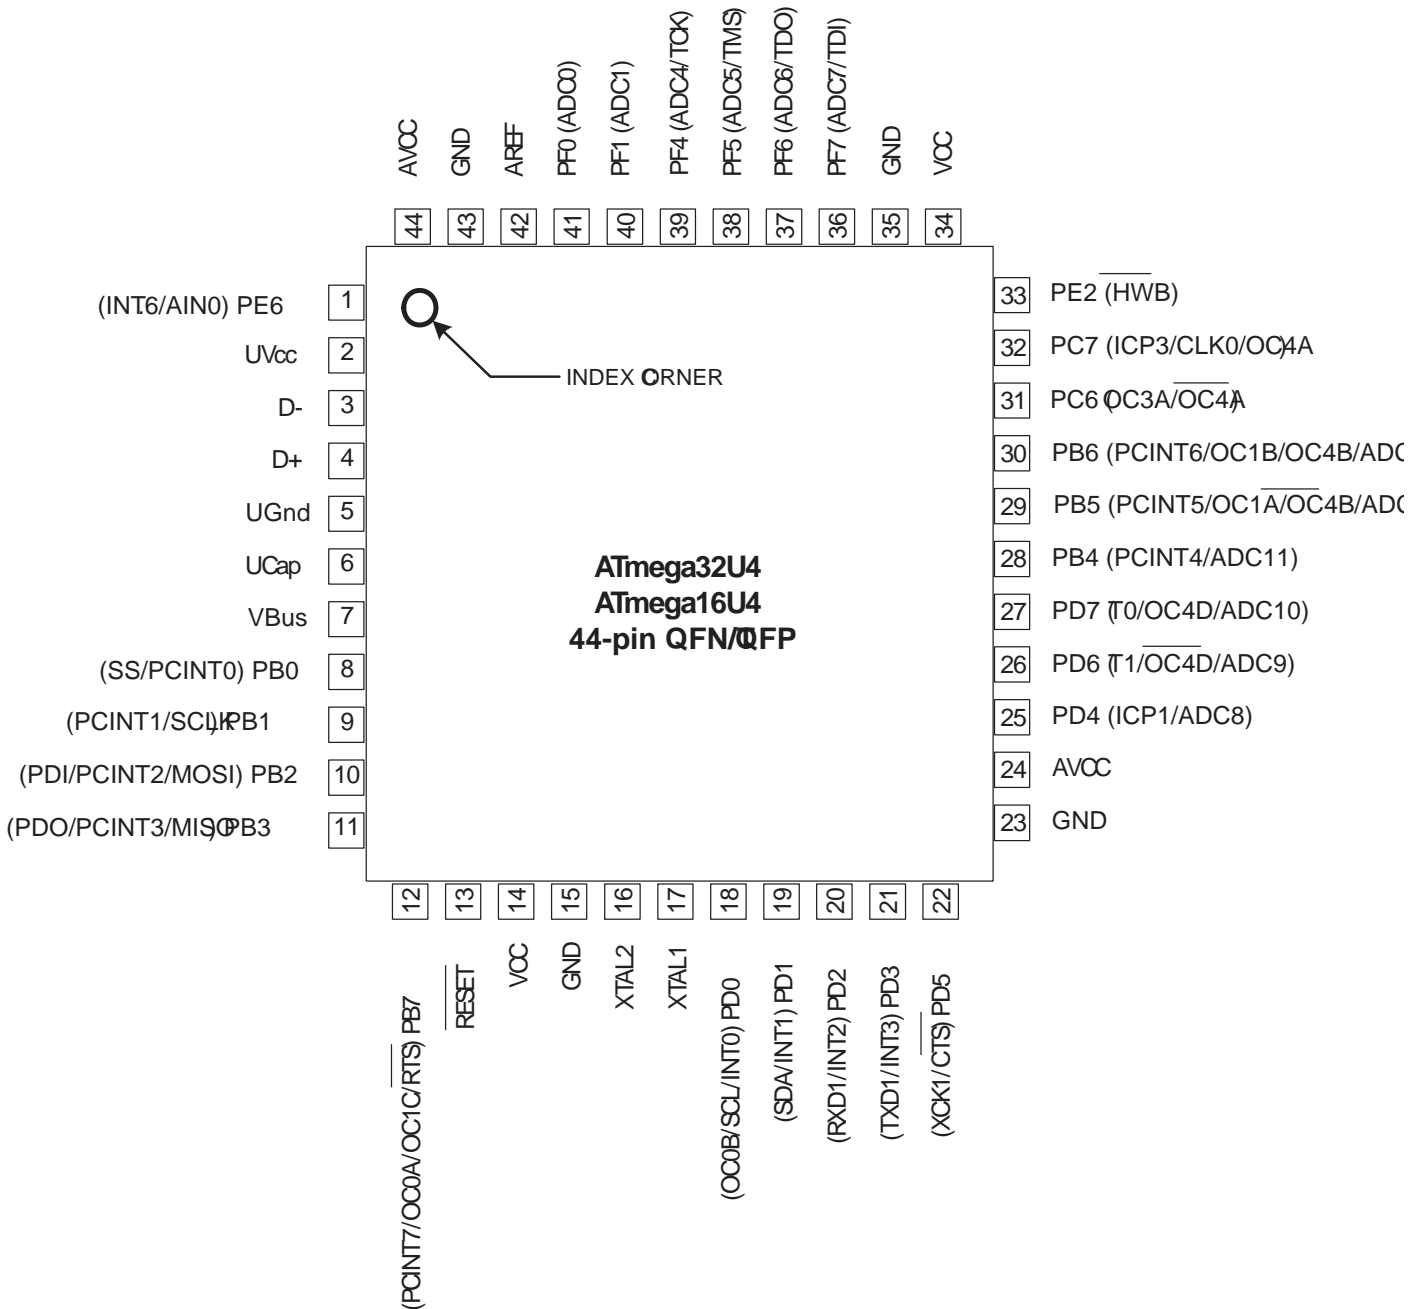 AVCC
GND
AREF
PF0 (ADC0)
PF1 (ADC1)
PF4 (ADC4/TCK)
PF5 (ADC5/TMS)
PF6 (ADC6/TDO)
PF7 (ADC7/TDI)
GND
VCC
44
43
42
41
40
39
38
37
36
35
34
(INT6/AIN0) PE6
1
UVcc
2
D-
3
D+
4
UGnd
5
UCap
6
VBus
7
(SS/PCINT0) PB0
8
(PCINT1/SCLK) PB1
9
(PDI/PCINT2/MOSI) PB2
10
(PDO/PCINT3/MISO) PB3
11
INDEX CORNER
ATmega32U4
ATmega16U4
44-pin QFN/TQFP
33
PE2 (HWB)
32
PC7 (ICP3/CLK0/OC4A)
31
PC6 (OC3A/OC4A)
30
PB6 (PCINT6/OC1B/OC4B/ADC
29
PB5 (PCINT5/OC1A/OC4B/ADC
28
PB4 (PCINT4/ADC11)
27
PD7 (T0/OC4D/ADC10)
26
PD6 (T1/OC4D/ADC9)
25
PD4 (ICP1/ADC8)
24
AVCC
23
GND
12
13
14
15
16
17
18
19
20
21
22
(PCINT7/OC0A/OC1C/RTS) PB7
RESET
VCC
GND
XTAL2
XTAL1
(OC0B/SCL/INT0) PD0
(SDA/INT1) PD1
(RXD1/INT2) PD2
(TXD1/INT3) PD3
(XCK1/CTS) PD5